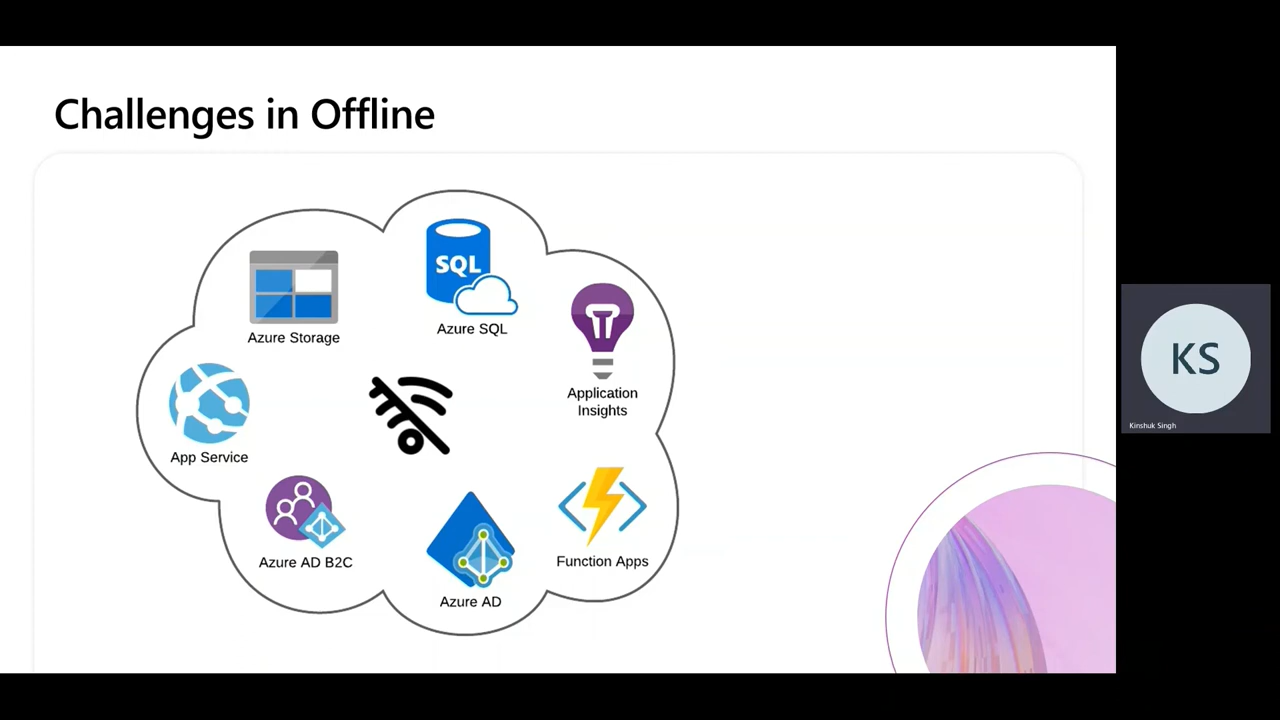 Challenges in Offline
SQL
Azure Storage
Azure SQL
Application
Insights
App Service
Azure AD B2C
Function Apps
Azure AD
KS
Kinshuk Singh